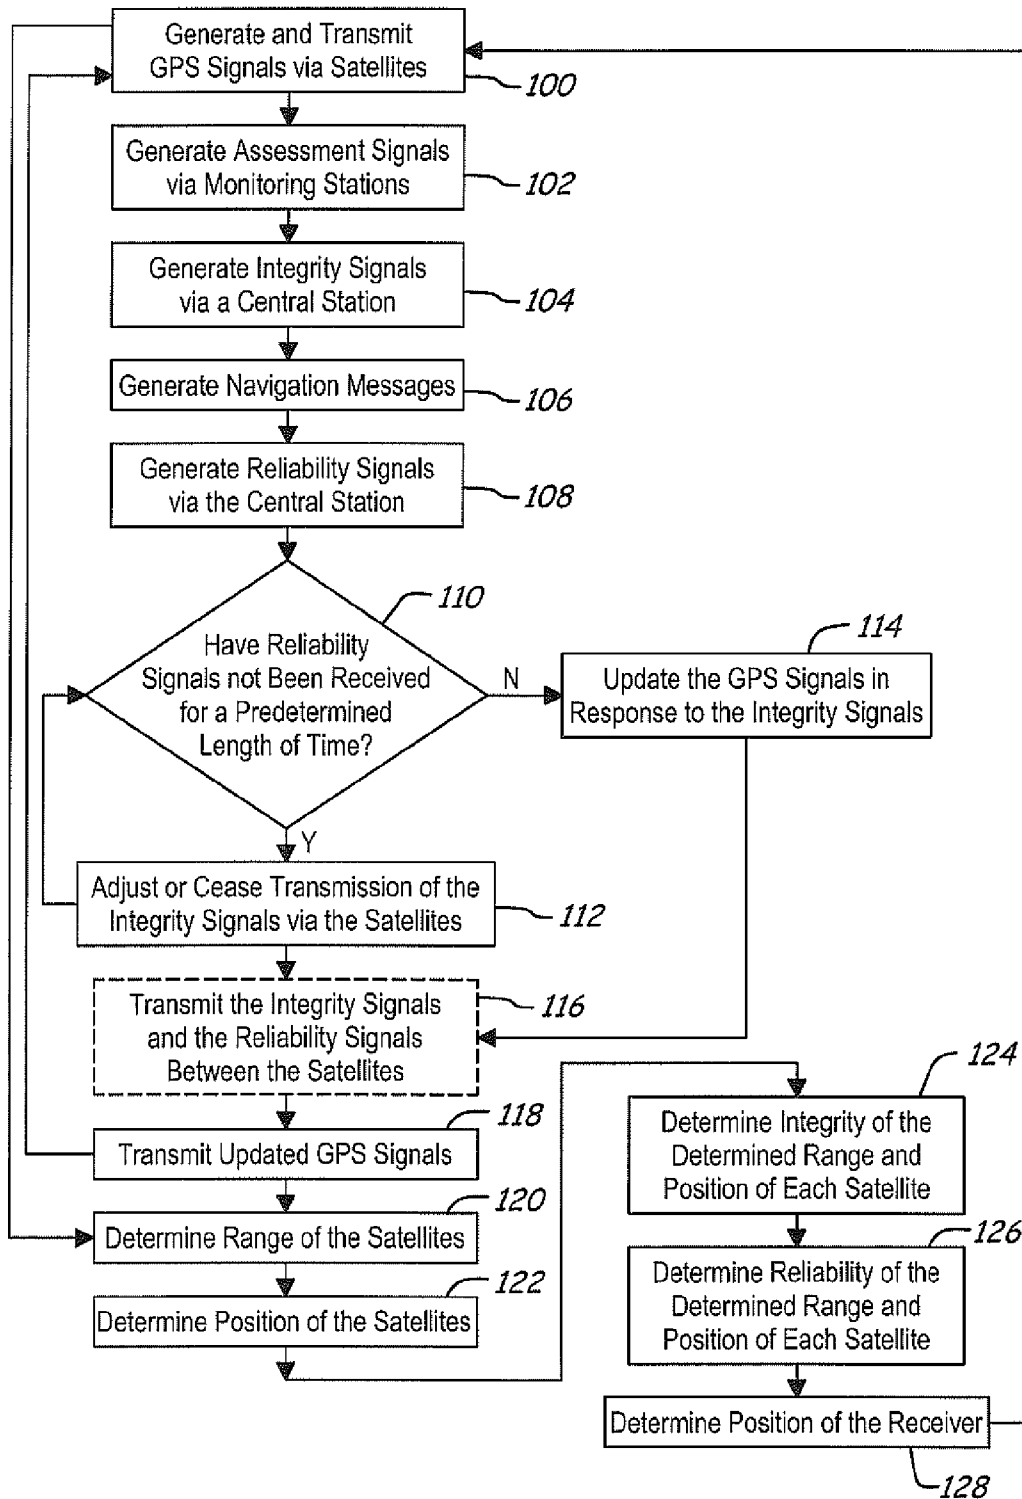 Generate and Transmit
GPS Signals via Satellites
100
Generate Assessment Signals
via Monitoring Stations
102
Generate Integrity Signals
via a Central Station
104
Generate Navigation Messages
106
Generate Reliability Signals
via the Central Station
108
110
Have Reliability
Signals not Been Received
for a Predetermined
Length of Time?
N
Y
114
Update the GPS Signals in
Response to the Integrity Signals
Adjust or Cease Transmission of the
Integrity Signals via the Satellites
112
Transmit the Integrity Signals
and the Reliability Signals
Between the Satellites
116
118
Transmit Updated GPS Signals
120
Determine Range of the Satellites
122
Determine Position of the Satellites
124
Determine Integrity of the
Determined Range and
Position of Each Satellite
126
Determine Reliability of the
Determined Range and
Position of Each Satellite
Determine Position of the Receiver
128